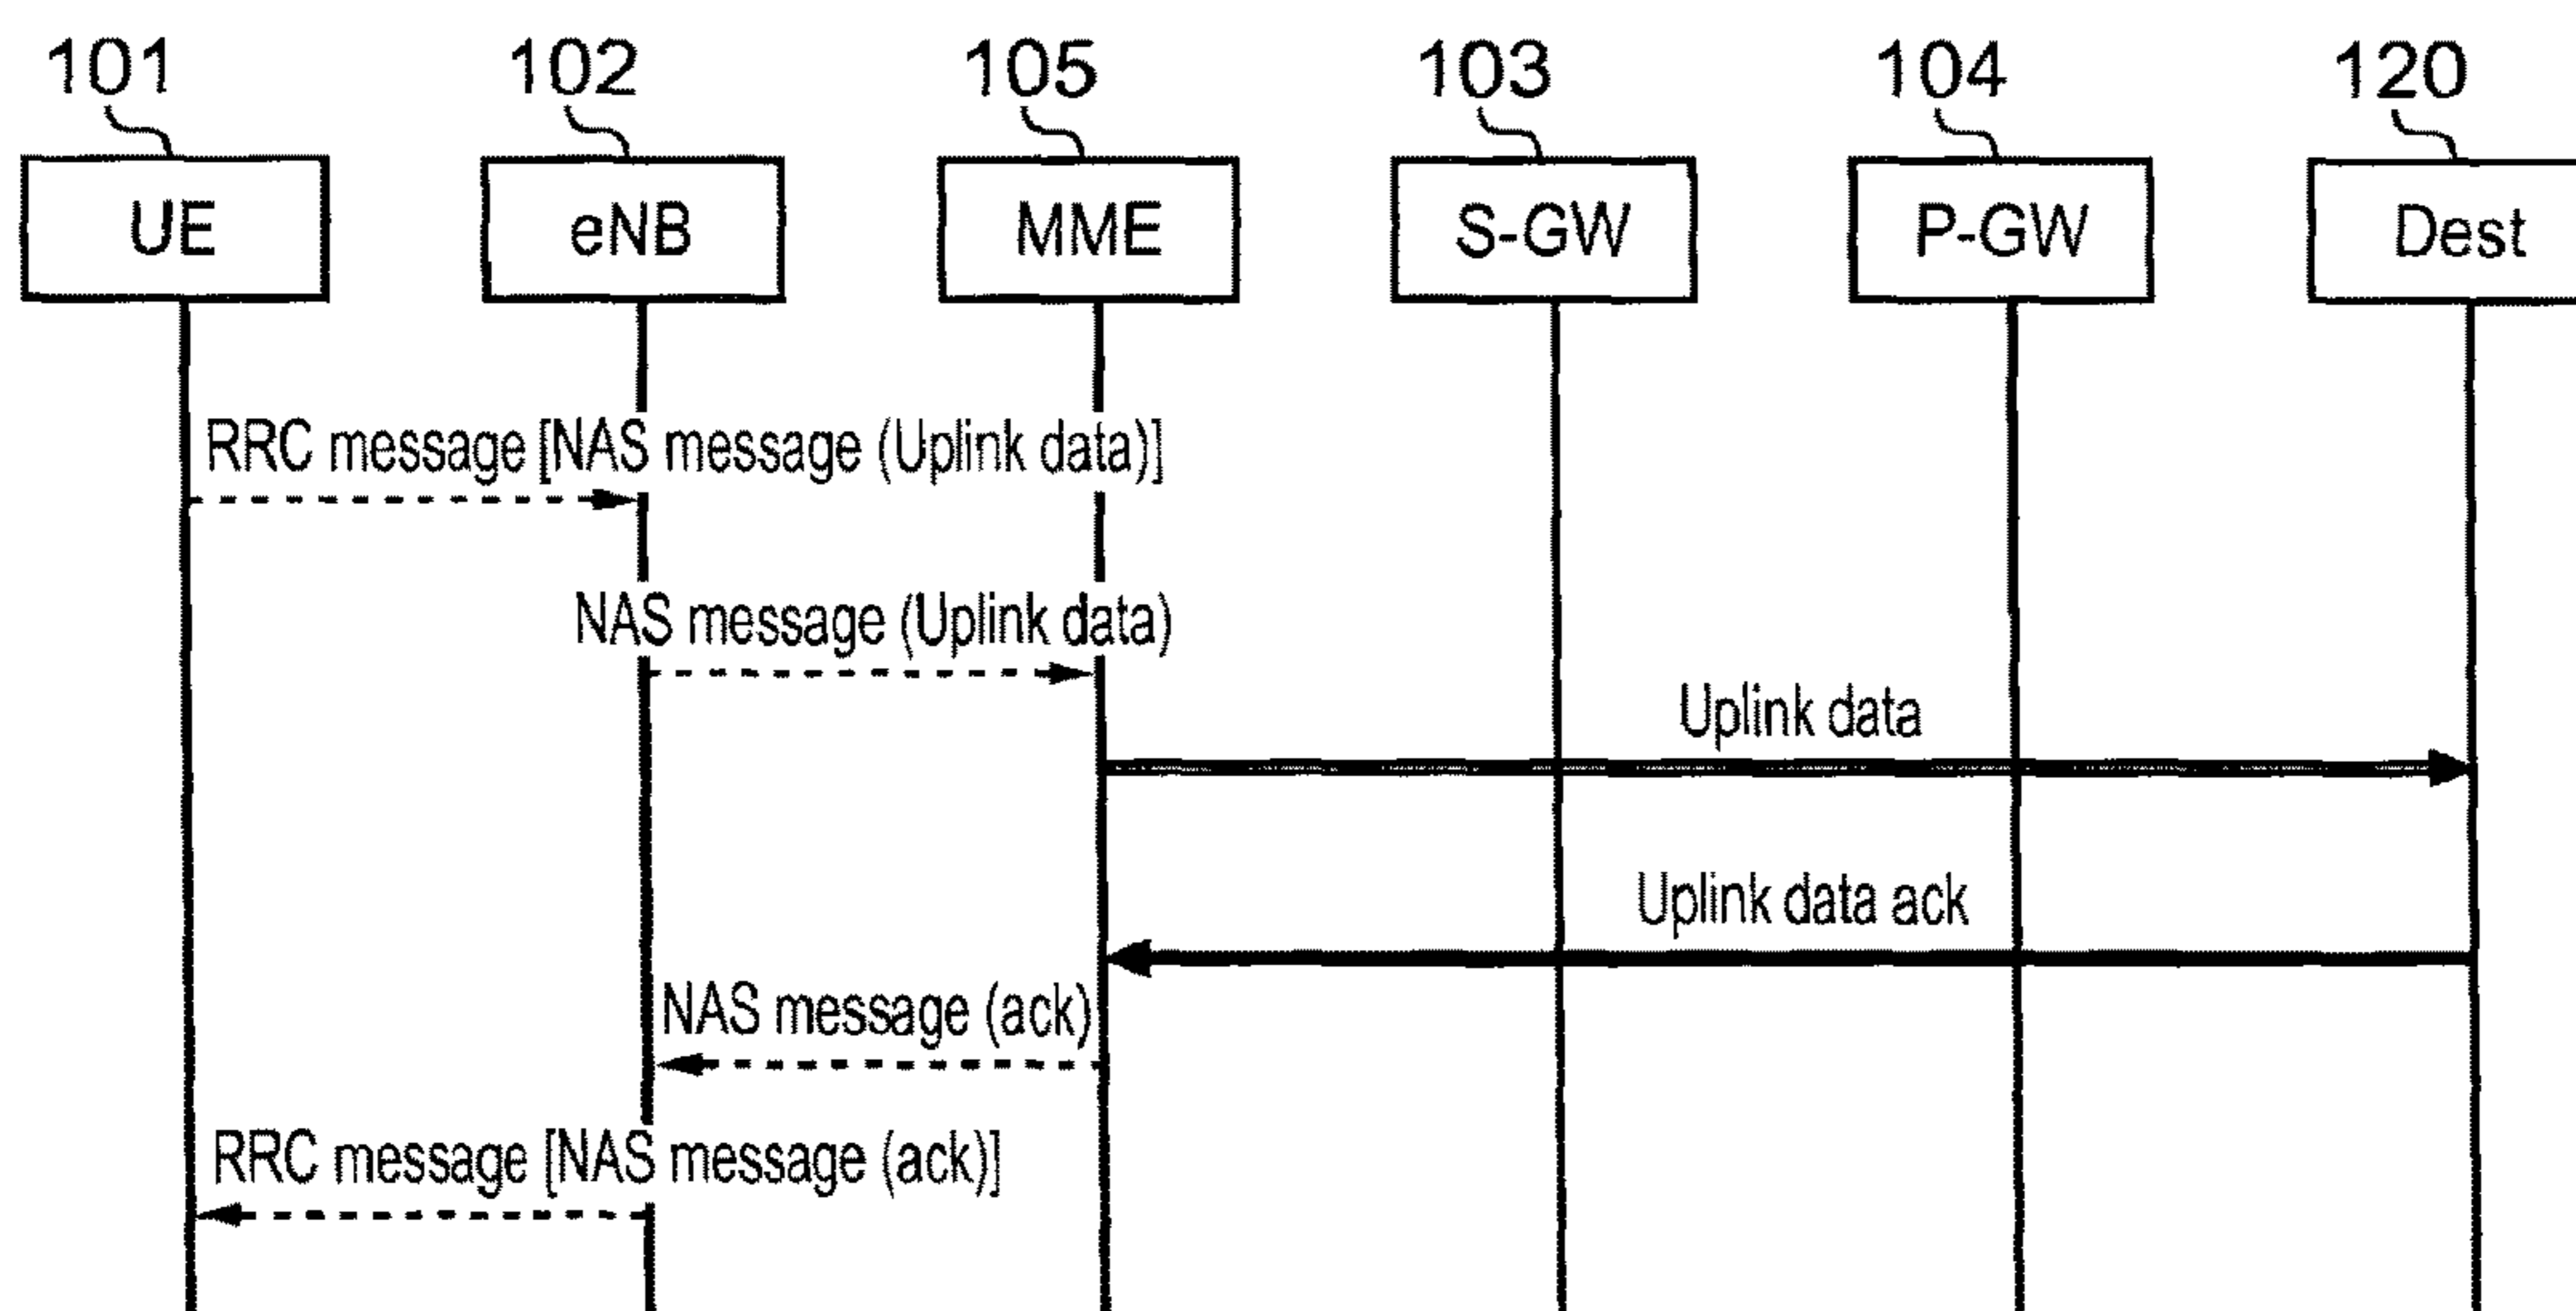 101 102 105 103 104 120
UE eNB MME S-GW P-GW Dest
RRC message [NAS message (Uplink data)]
NAS message (Uplink data)
Uplink data
Uplink data ack
NAS message (ack)
RRC message [NAS message (ack)]